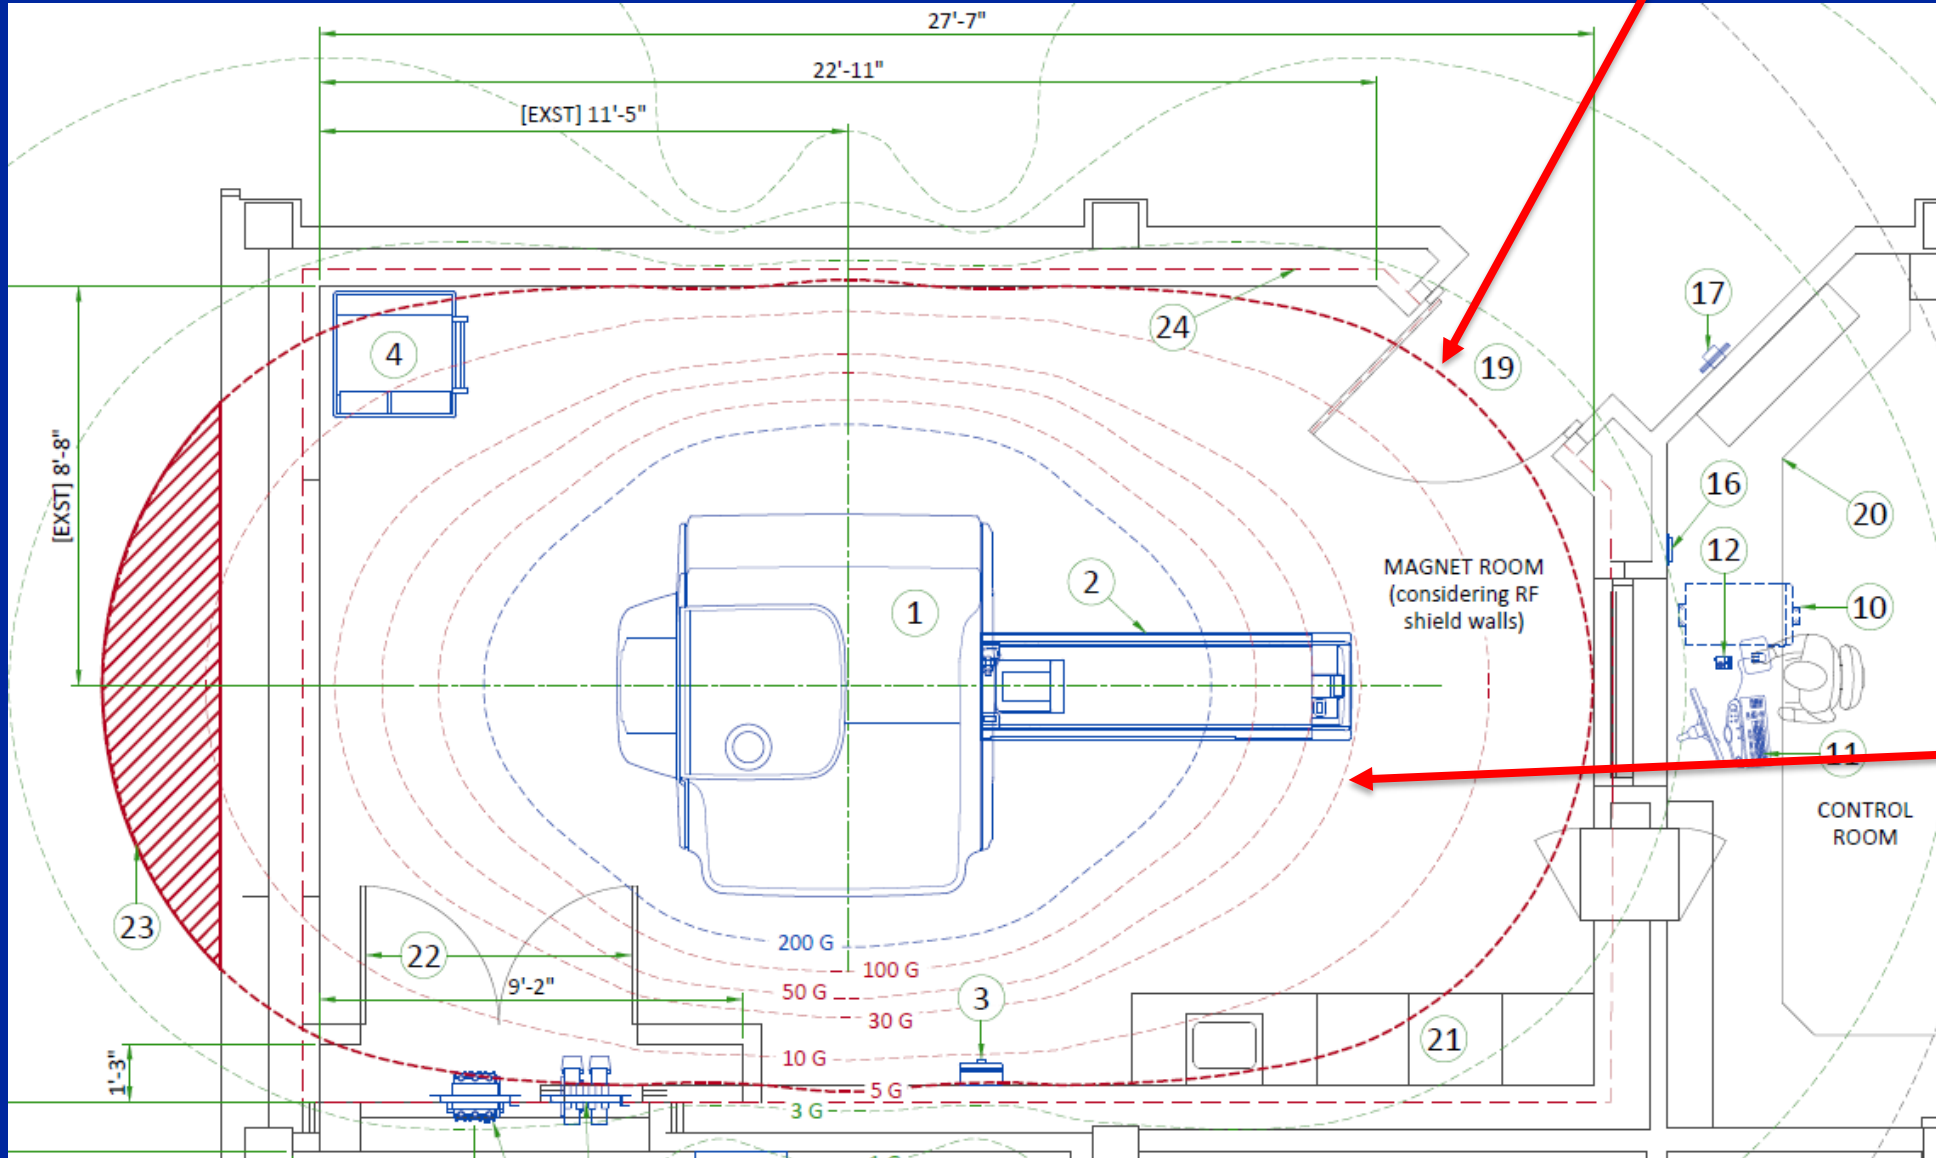 27'-7"
22'-11"
[EXST] 11'-5"
17
24
4
19
[EXST] 8'-8"
16
20
12
MAGNET ROOM
(considering RF
shield walls)
2
1
10
11
CONTROL
ROOM
23
22
200 G
100 G
9'-2"
50 G
3
30 G
21
10 G
1'-3"
5 G
3 G